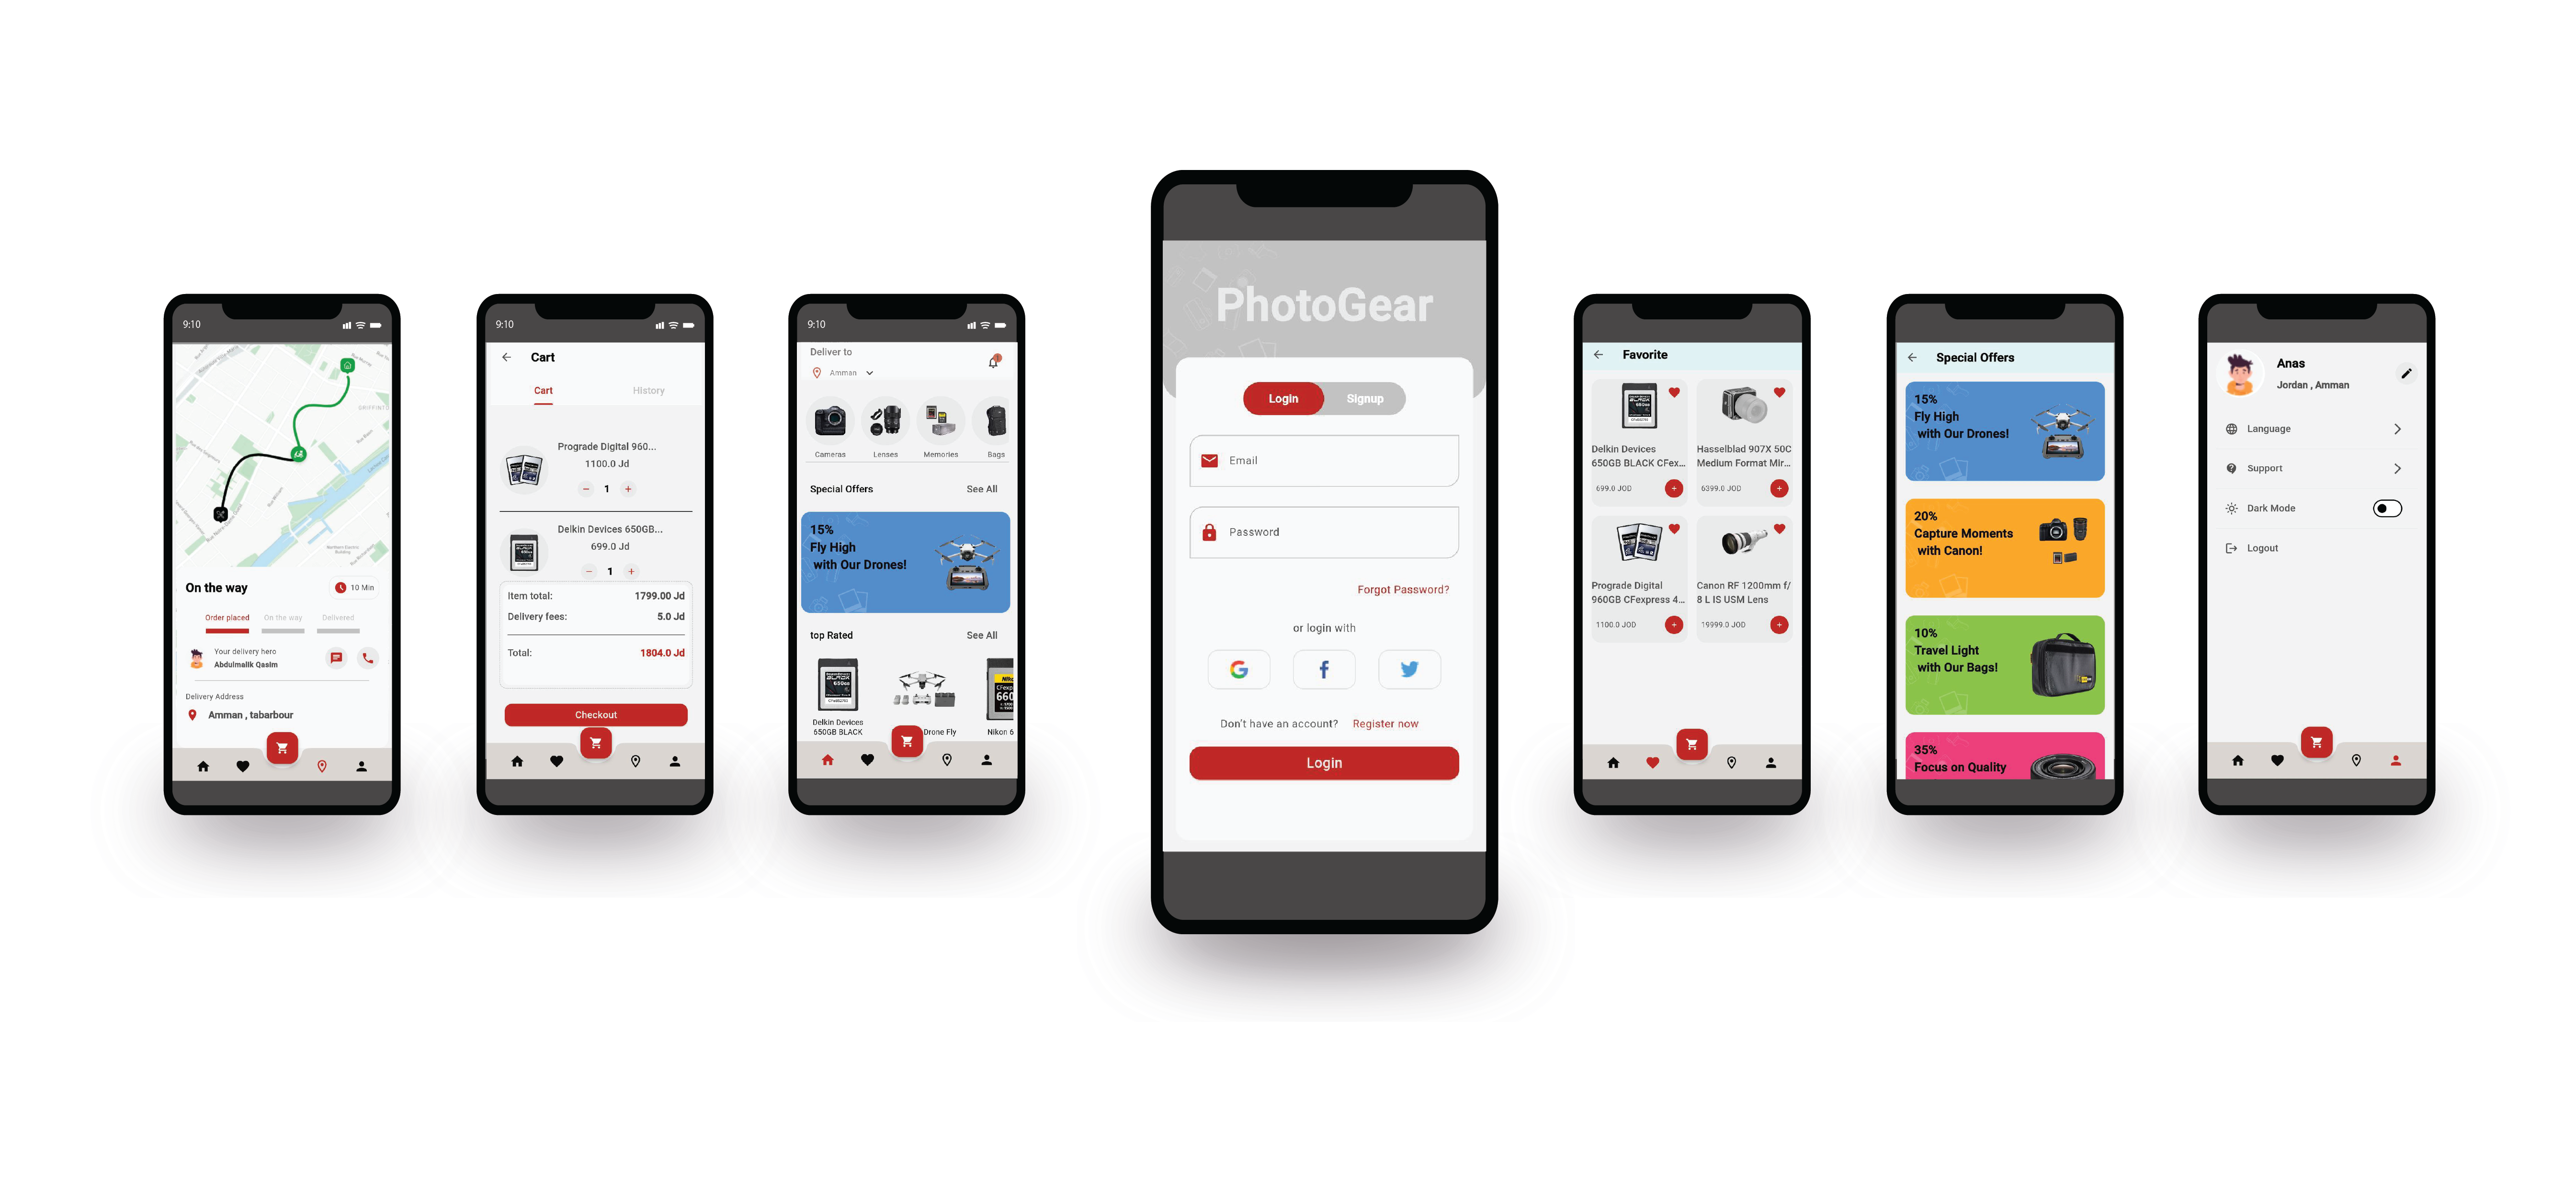 9:10
GRIFFINTO
On the way
10 Min
Order placed
On the way
Delivered
Your delivery hero
Abdulmalik Qasim
Delivery Address
Amman , tabarbour
9:10
Cart
Cart
History
Prograde Digital 960...
1100.0 Jd
1
Delkin Devices 650GB...
699.0 Jd
1
Item total: 1799.00 Jd
Delivery fees: 5.0 Jd
Total: 1804.0 Jd
Checkout
9:10
Deliver to
Amman
Cameras
Lenses
Memories
Bags
Special Offers
See All
15%
Fly High
with Our Drones!
top Rated
See All
BLACK
650GB
Delkin Devices
650GB BLACK
Drone Fly
Nikon 6
PhotoGear
Login
Signup
Email
Password
Forgot Password?
or login with
Don't have an account? Register now
Login
Favorite
Delkin Devices
650GB BLACK CFex...
699.0 JOD
Hasselblad 907X 50C
Medium Format Mir...
6399.0 JOD
Prograde Digital
960GB CFexpress 4...
1100.0 JOD
Canon RF 1200mm f/
8 L IS USM Lens
19999.0 JOD
Special Offers
15%
Fly High
with Our Drones!
20%
Capture Moments
with Canon!
10%
Travel Light
with Our Bags!
35%
Focus on Quality
Anas
Jordan , Amman
Language
Support
Dark Mode
Logout